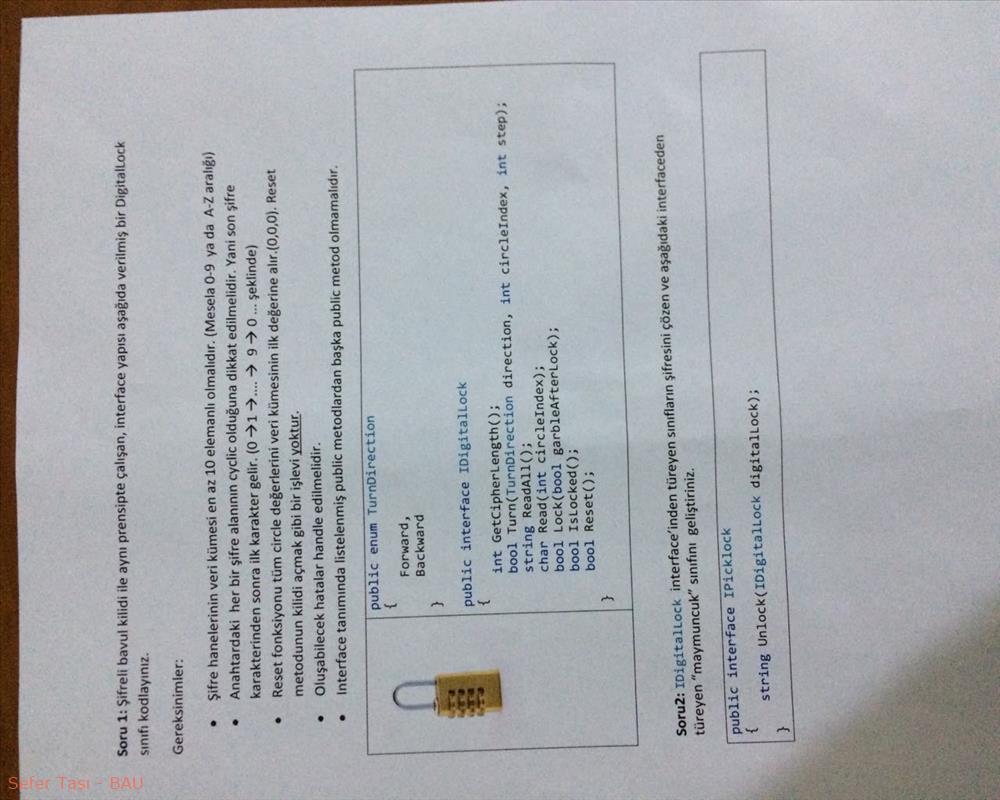 Soru 1: Şifreli bavul kilidi ile aynı prensipte çalışan, interface yapısı aşağıda verilmiş bir DigitalLock
sınıfı kodlayınız.
Gereksinimler:
• Şifre hanelerinin veri kümesi en az 10 elemanlı olmalıdır. (Mesela 0-9 ya da A-Z aralığı)
• Anahtardaki her bir şifre alanının cyclic olduğuna dikkat edilmelidir. Yani son şifre
karakterinden sonra ilk karakter gelir. (0 →1 →.... → 9 → 0 ... şeklinde)
• Reset fonksiyonu tüm circle değerlerini veri kümesinin ilk değerine alır.(0,0,0). Reset
metodunun kilidi açmak gibi bir işlevi yoktur.
• Oluşabilecek hatalar handle edilmelidir.
• Interface tanımında listelenmiş public metodlardan başka public metod olmamalıdır.
public enum TurnDirection
{
Forward,
Backward
}
public interface IDigitalLock
{
int GetCipherLength();
bool Turn(TurnDirection direction, int circleIndex, int step);
string ReadAll();
char Read(int circleIndex);
bool Lock(bool garbleAfterLock);
bool IsLocked();
bool Reset();
}
Soru2: IDigitalLock interface'inden türeyen sınıfların şifresini çözen ve aşağıdaki interfaceden
türeyen "maymuncuk" sınıfını geliştiriniz.
public interface IPicklock
{
string Unlock(IDigitalLock digitalLock);
}
Sefer Tası - BAU